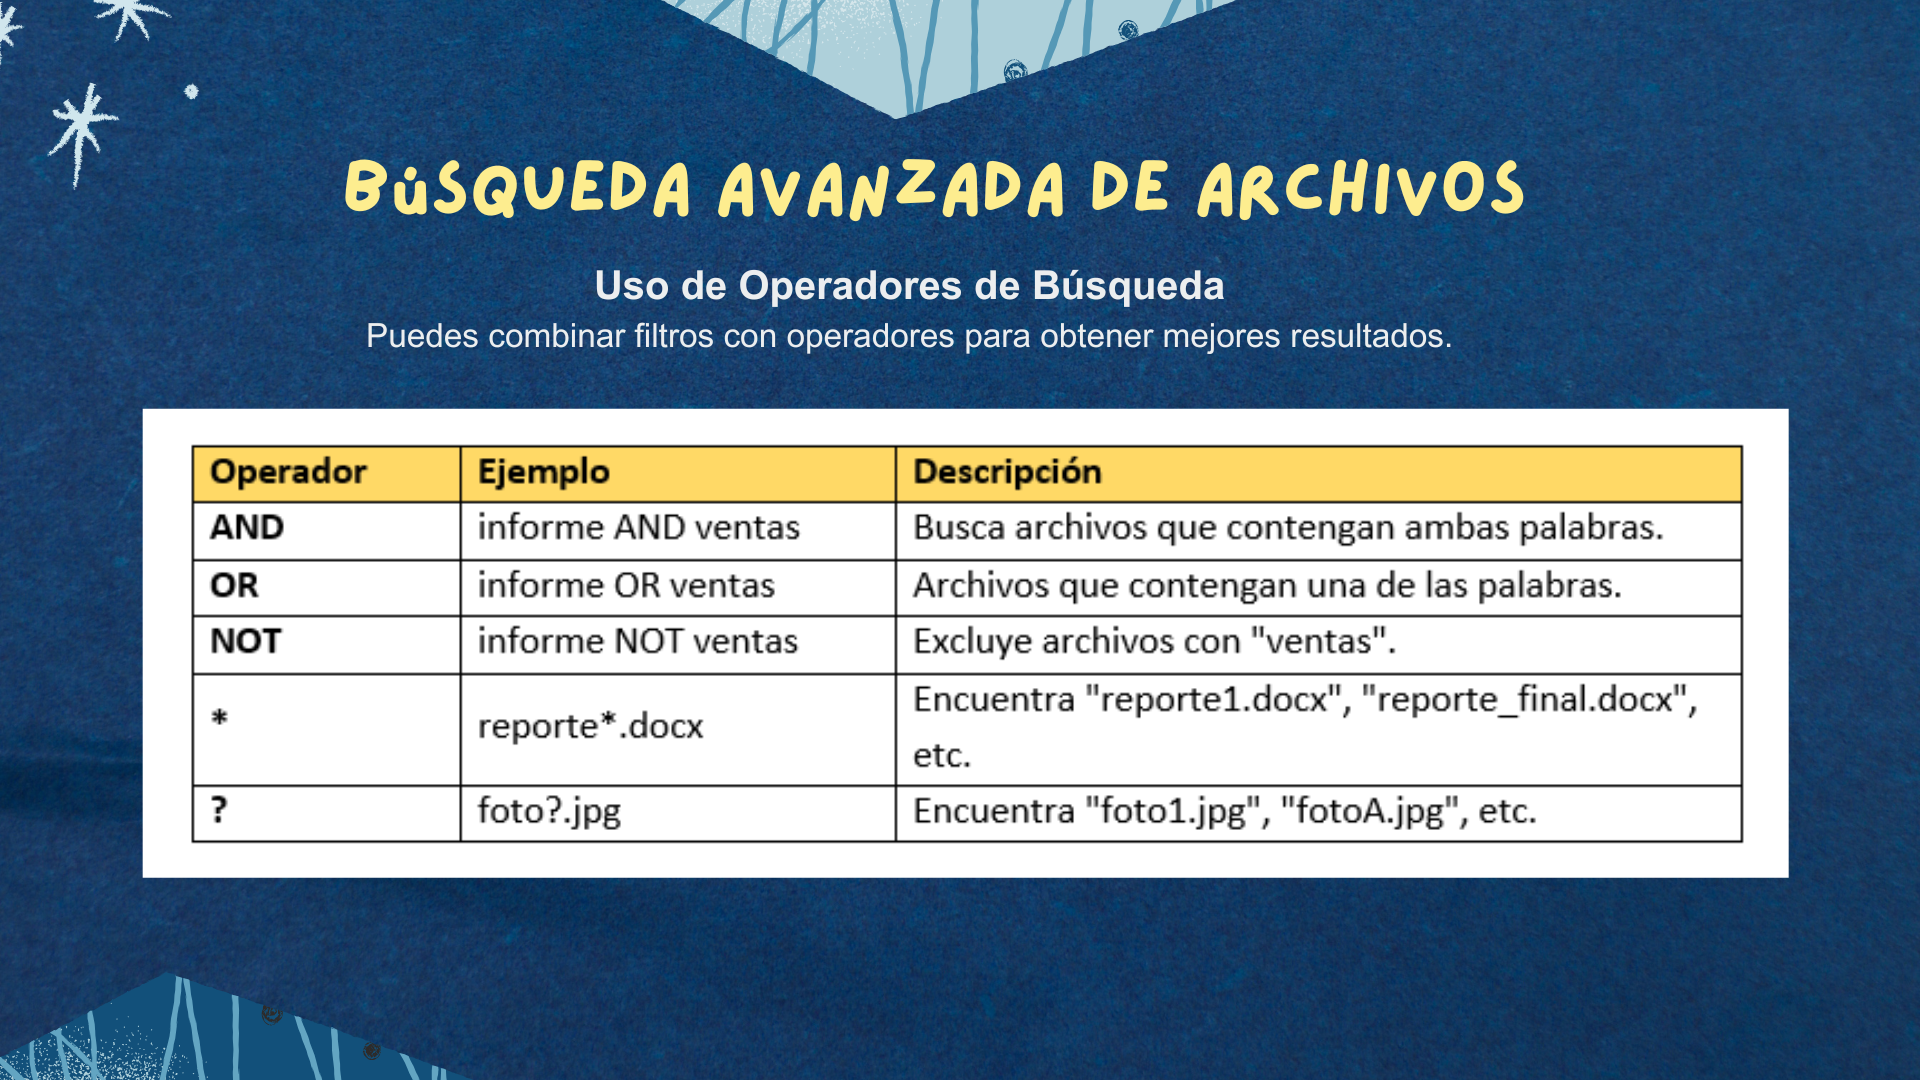 BúSQUEDA AVANZADA DE ARCHIVOS
Uso de Operadores de Búsqueda
Puedes combinar filtros con operadores para obtener mejores resultados.
Operador Ejemplo Descripción
AND informe AND ventas Busca archivos que contengan ambas palabras.
OR informe OR ventas Archivos que contengan una de las palabras.
NOT informe NOT ventas Excluye archivos con "ventas".
* reporte*.docx Encuentra "reporte1.docx", "reporte_final.docx",
etc.
? foto?.jpg Encuentra "foto1.jpg", "fotoA.jpg", etc.